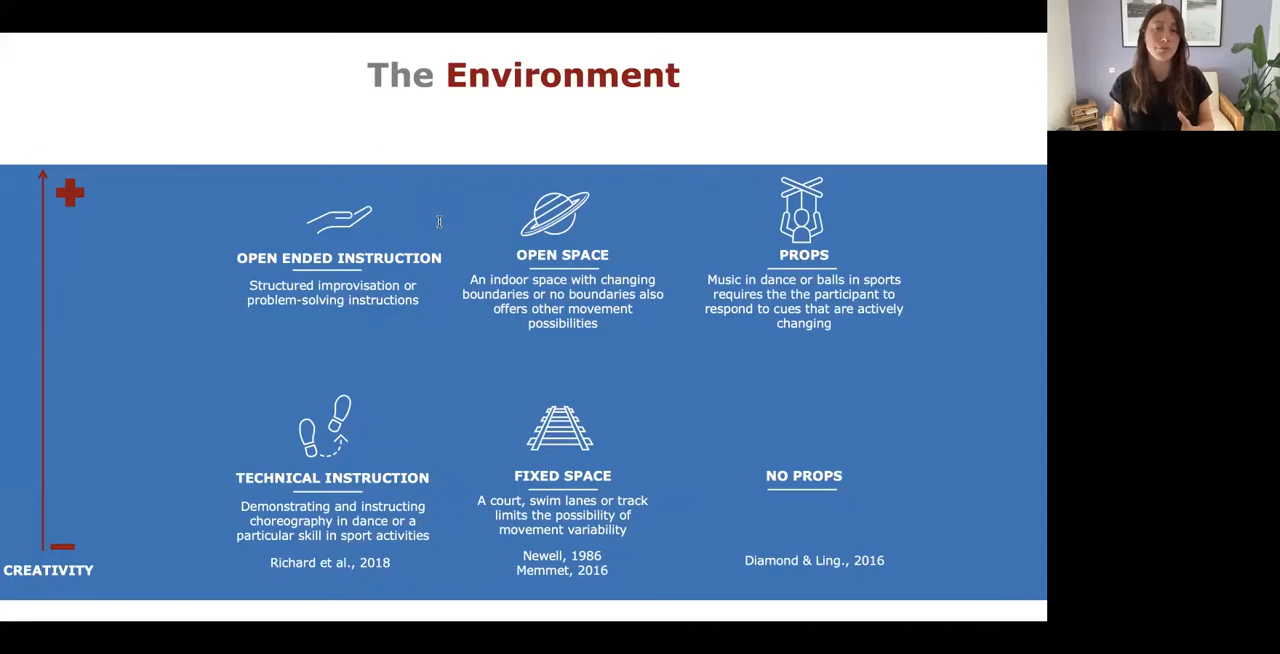 The Environment
OPEN ENDED INSTRUCTION
Structured improvisation or
problem-solving instructions
OPEN SPACE
An indoor space with changing
boundaries or no boundaries also
offers other movement
possibilities
PROPS
Music in dance or balls in sports
requires the the participant to
respond to cues that are actively
changing
TECHNICAL INSTRUCTION
Demonstrating and instructing
choreography in dance or a
particular skill in sport activities
Richard et al., 2018
FIXED SPACE
A court, swim lanes or track
limits the possibility of
movement variability
Newell, 1986
Memmet, 2016
NO PROPS
Diamond & Ling., 2016
CREATIVITY